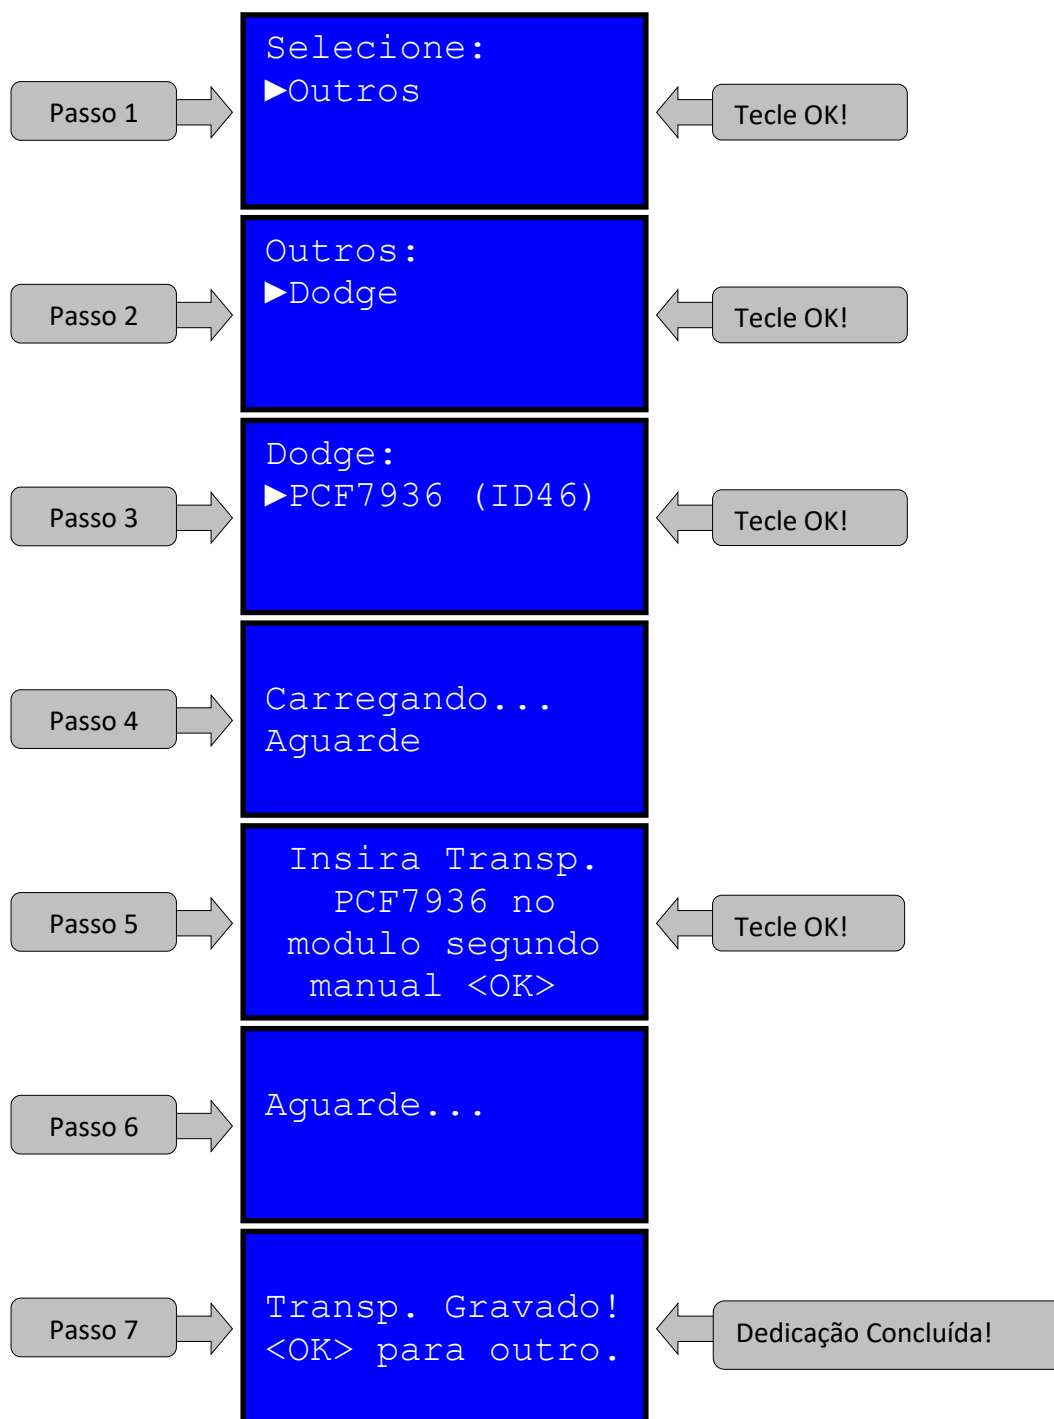 Passo 1
Selecione:
►Outros
Tecle OK!
Passo 2
Outros:
►Dodge
Tecle OK!
Passo 3
Dodge:
►PCF7936 (ID46)
Tecle OK!
Passo 4
Carregando...
Aguarde
Passo 5
Insira Transp.
PCF7936 no
modulo segundo
manual <OK>
Tecle OK!
Passo 6
Aguarde...
Passo 7
Transp. Gravado!
<OK> para outro.
Dedicação Concluída!